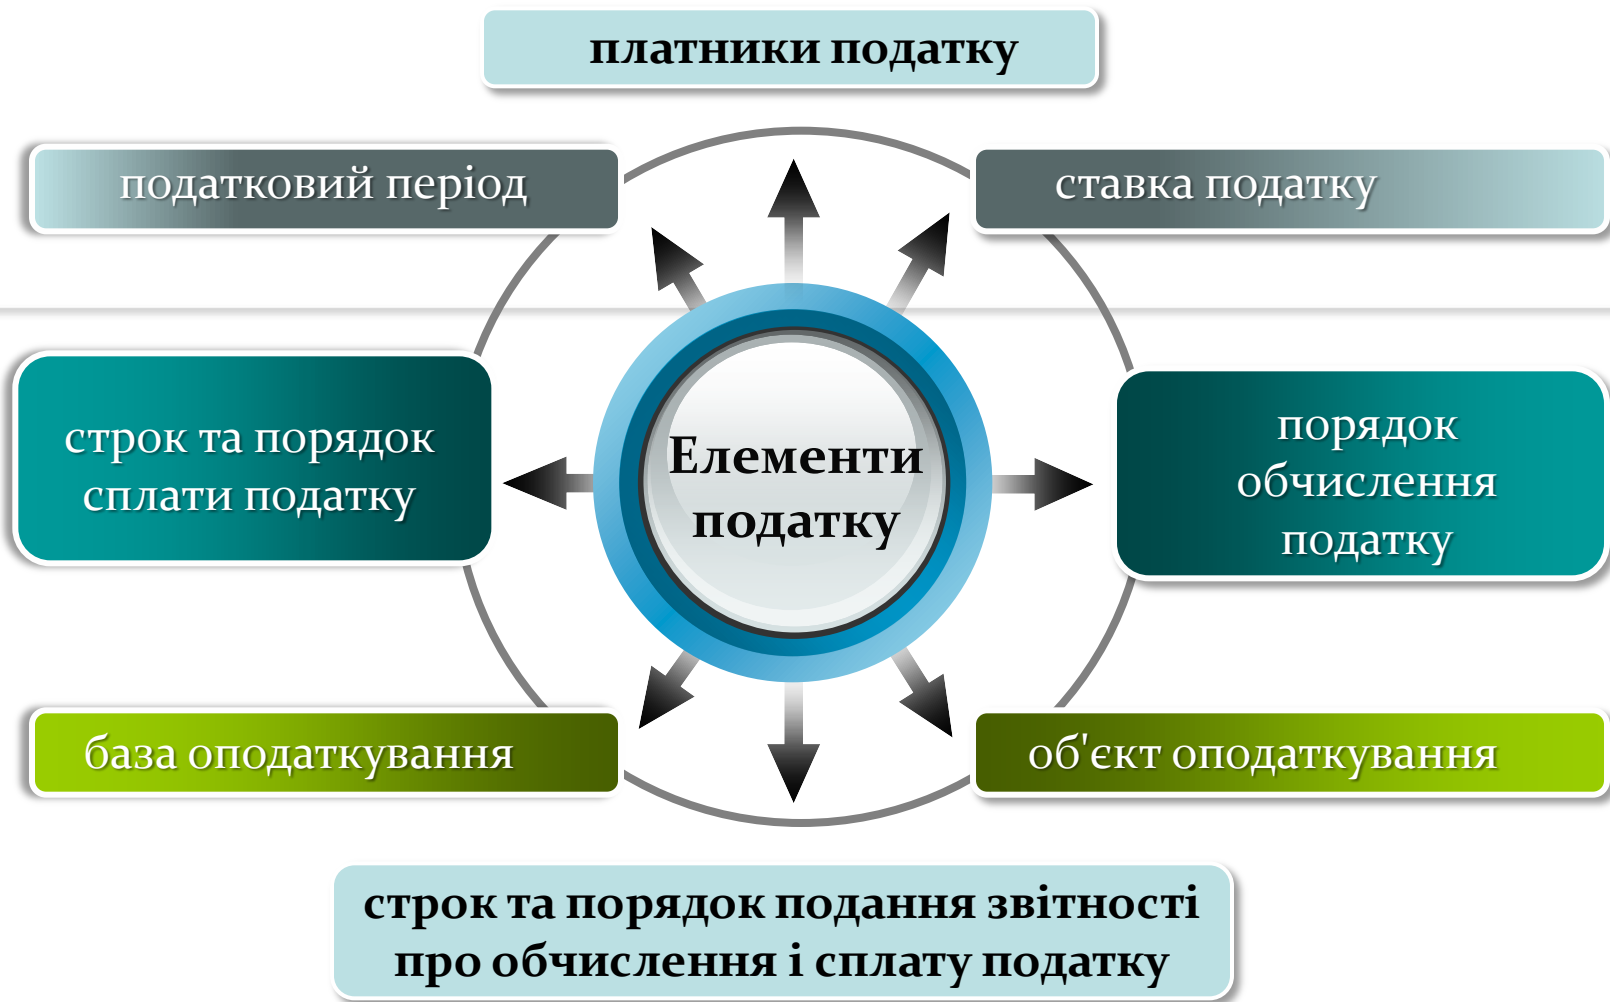 платники податку
податковий період
ставка податку
строк та порядок
сплати податку
Елементи
податку
порядок
обчислення
податку
база оподаткування
об'єкт оподаткування
строк та порядок подання звітності
про обчислення і сплату податку